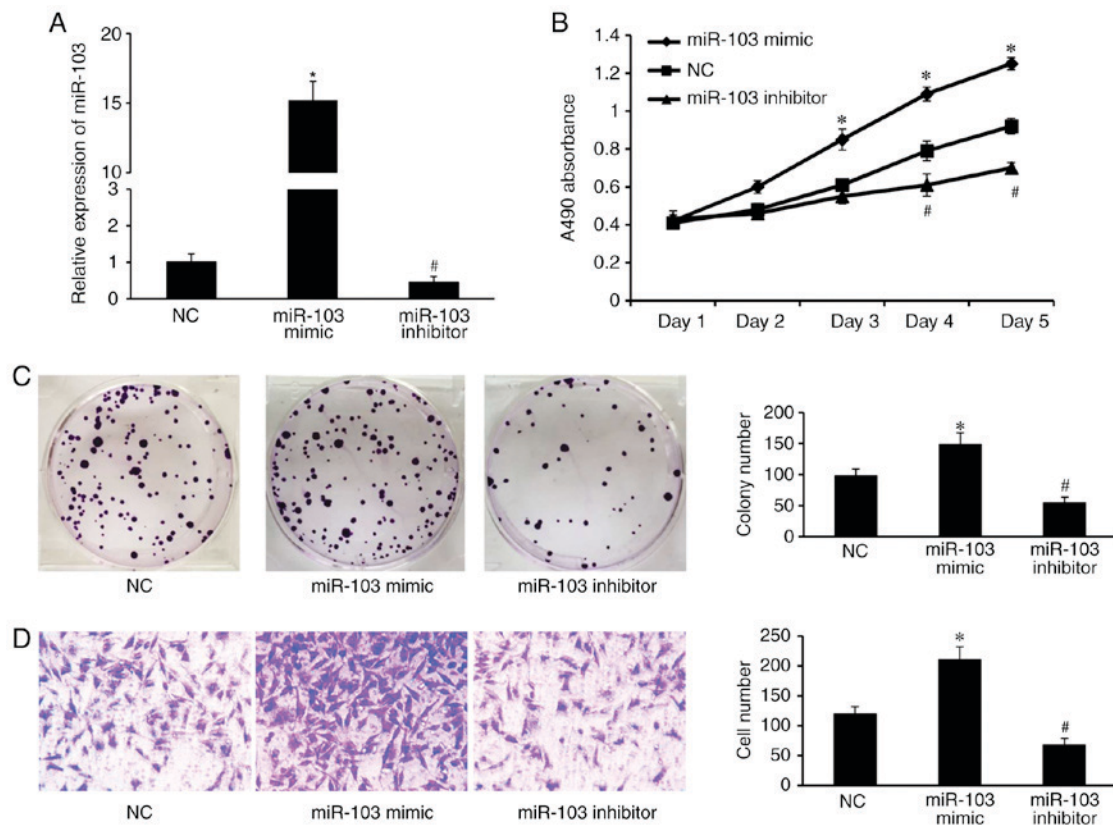 A
Relative expression of miR-103
20
15
10
3
2
1
0
*
#
NC
miR-103
mimic
miR-103
inhibitor
B
A490 absorbance
1.4
1.2
1
0.8
0.6
0.4
0.2
0
miR-103 mimic
NC
miR-103 inhibitor
*
*
*
#
#
Day 1
Day 2
Day 3
Day 4
Day 5
C
NC
miR-103 mimic
miR-103 inhibitor
Colony number
200
150
100
50
0
*
#
NC
miR-103
mimic
miR-103
inhibitor
D
NC
miR-103 mimic
miR-103 inhibitor
Cell number
250
200
150
100
50
0
*
#
NC
miR-103
mimic
miR-103
inhibitor